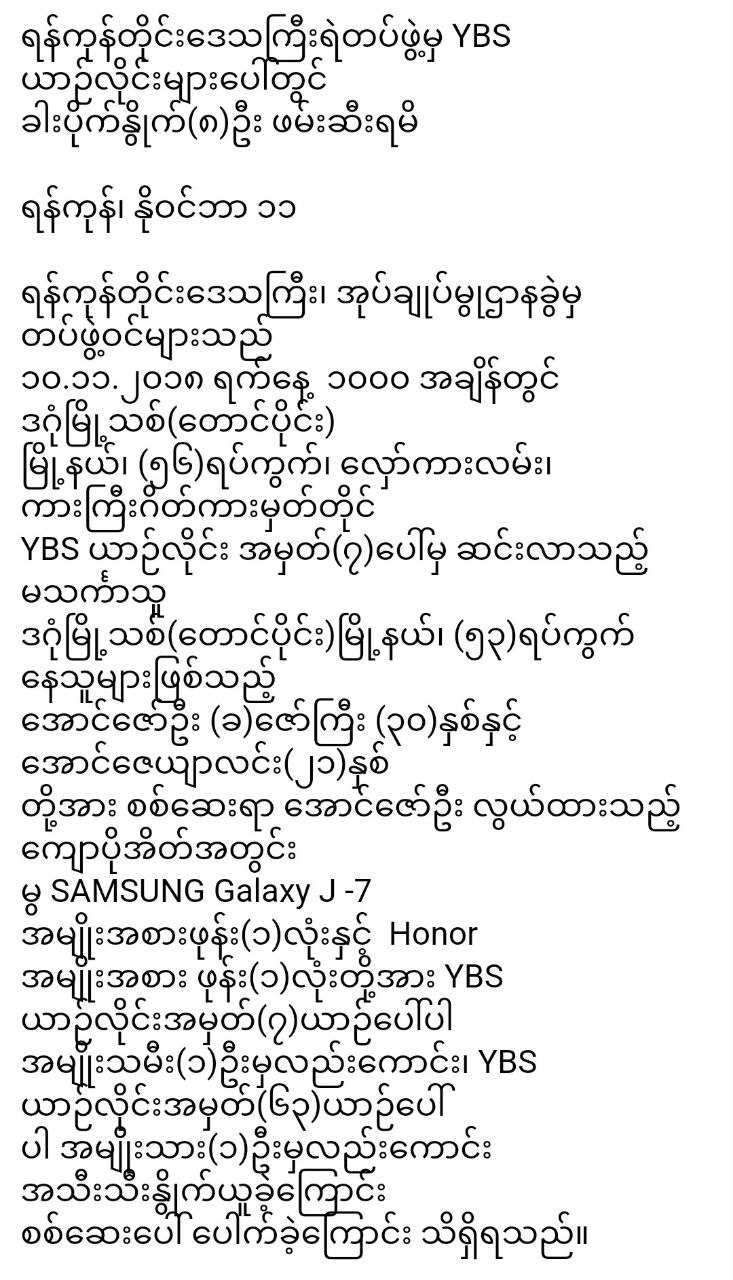 ရန်ကုန်တိုင်းဒေသကြီးရဲတပ်ဖွဲ့မှ YBS
ယာဉ်လိုင်းများပေါ်တွင်
ခါးပိုက်နှိုက်(၈)ဦး ဖမ်းဆီးရမိ
ရန်ကုန်၊ နိုဝင်ဘာ ၁၁
ရန်ကုန်တိုင်းဒေသကြီး၊ အုပ်ချုပ်မှုဌာနခွဲမှ
တပ်ဖွဲ့ဝင်များသည်
၁၀.၁၁.၂၀၁၈ ရက်နေ့ ၁၀၀၀ အချိန်တွင်
ဒဂုံမြို့သစ်(တောင်ပိုင်း)
မြို့နယ်၊ (၅၆)ရပ်ကွက်၊ လှော်ကားလမ်း၊
ကားကြီးဂိတ်ကားမှတ်တိုင်
YBS ယာဉ်လိုင်း အမှတ်(၇)ပေါ်မှ ဆင်းလာသည့်
မသင်္ကာသူ
ဒဂုံမြို့သစ်(တောင်ပိုင်း)မြို့နယ်၊ (၅၃)ရပ်ကွက်
နေသူများဖြစ်သည့်
အောင်ဇော်ဦး (ခ)ဇော်ကြီး (၃၀)နှစ်နှင့်
အောင်ဇေယျာလင်း(၂၁)နှစ်
တို့အား စစ်ဆေးရာ အောင်ဇော်ဦး လွယ်ထားသည့်
ကျောပိုအိတ်အတွင်း
မှ SAMSUNG Galaxy J -7
အမျိုးအစားဖုန်း(၁)လုံးနှင့် Honor
အမျိုးအစား ဖုန်း(၁)လုံးတို့အား YBS
ယာဉ်လိုင်းအမှတ်(၇)ယာဉ်ပေါ်ပါ
အမျိုးသမီး(၁)ဦးမှလည်းကောင်း၊ YBS
ယာဉ်လိုင်းအမှတ်(၆၃)ယာဉ်ပေါ်
ပါ အမျိုးသား(၁)ဦးမှလည်းကောင်း
အသီးသီးနှိုက်ယူခဲ့ကြောင်း
စစ်ဆေးပေါ် ပေါက်ခဲ့ကြောင်း သိရှိရသည်။